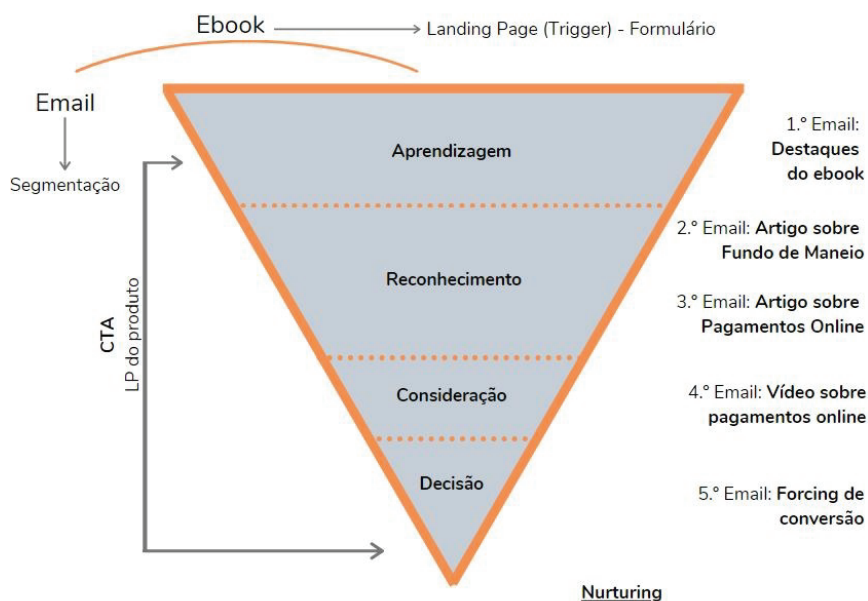 Ebook
Landing Page (Trigger) - Formulário
Email
Segmentação
CTA
LP do produto
Aprendizagem
Reconhecimento
Consideração
Decisão
1.º Email:
Destaques
do ebook
2.º Email: Artigo sobre
Fundo de Maneio
3.º Email: Artigo sobre
Pagamentos Online
4.º Email: Vídeo sobre
pagamentos online
5.º Email: Forcing de
conversão
Nurturing